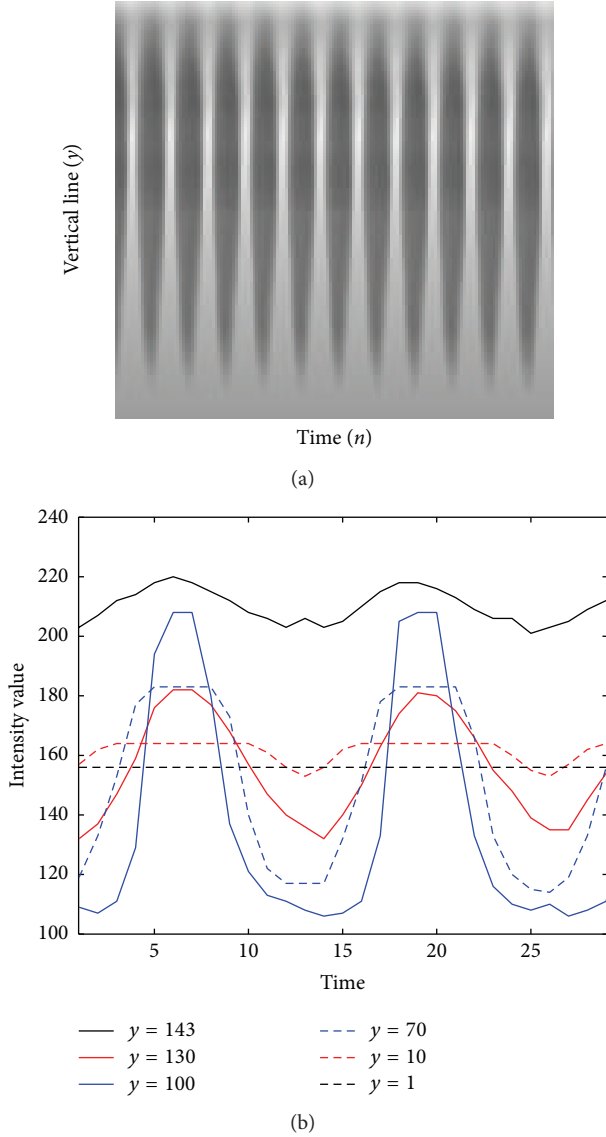 Vertical line (y)
Time (n)
(a)
240
220
200
180
160
140
120
100
Intensity value
5 10 15 20 25
Time
y = 143
y = 130
y = 100
y = 70
y = 10
y = 1
(b)